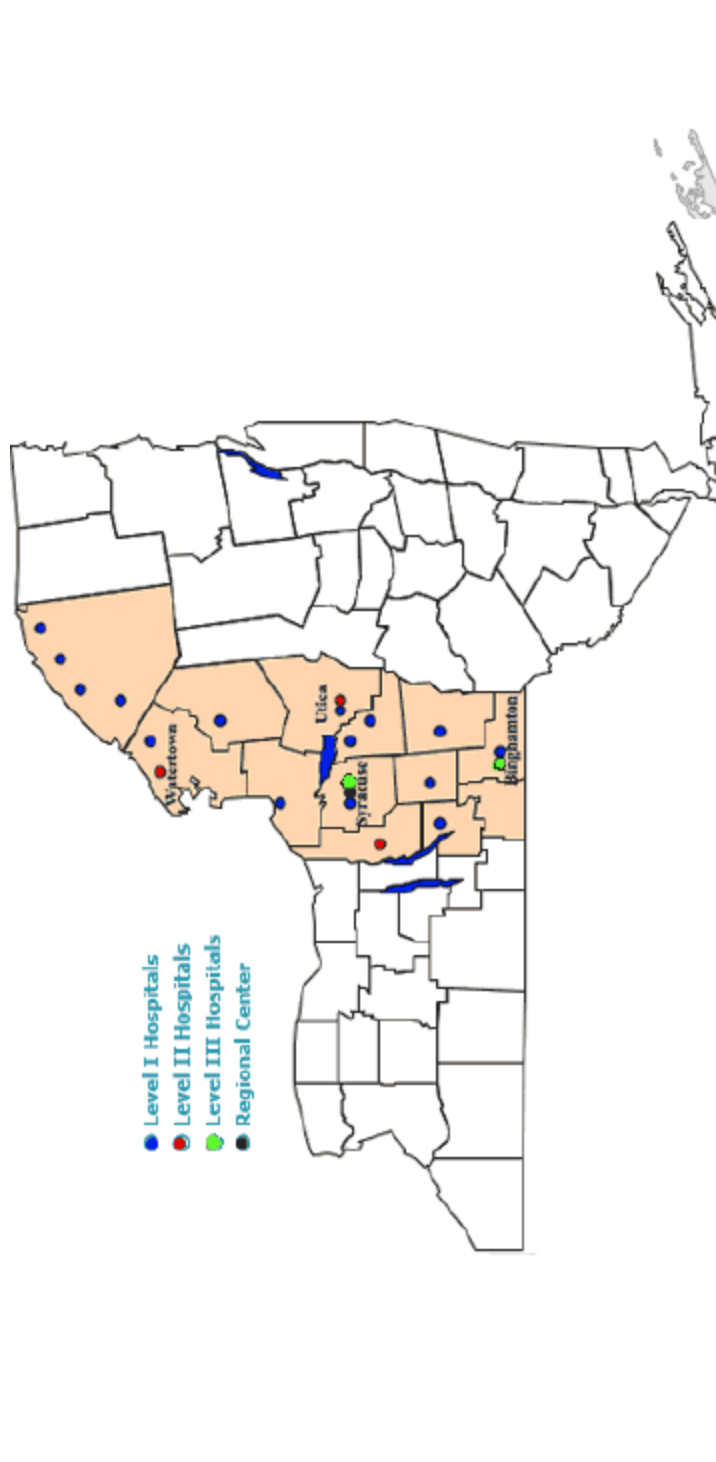 Level I Hospitals
Level II Hospitals
Level III Hospitals
Regional Center
Watertown
Utica
Syracuse
Binghamton